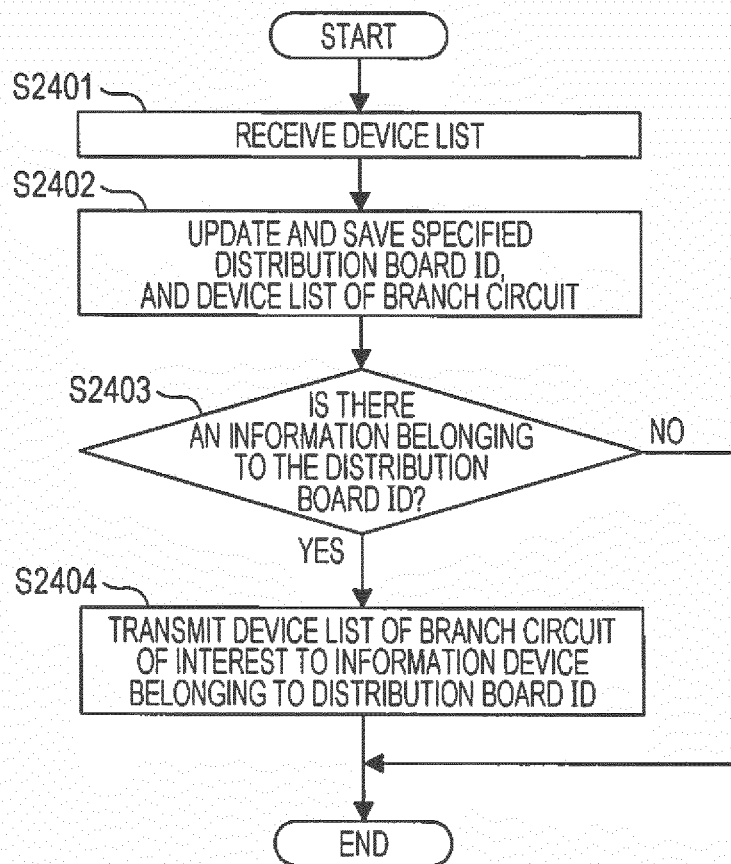 START
S2401
RECEIVE DEVICE LIST
S2402
UPDATE AND SAVE SPECIFIED
DISTRIBUTION BOARD ID,
AND DEVICE LIST OF BRANCH CIRCUIT
S2403
IS THERE
AN INFORMATION BELONGING
TO THE DISTRIBUTION
BOARD ID?
NO
YES
S2404
TRANSMIT DEVICE LIST OF BRANCH CIRCUIT
OF INTEREST TO INFORMATION DEVICE
BELONGING TO DISTRIBUTION BOARD ID
END